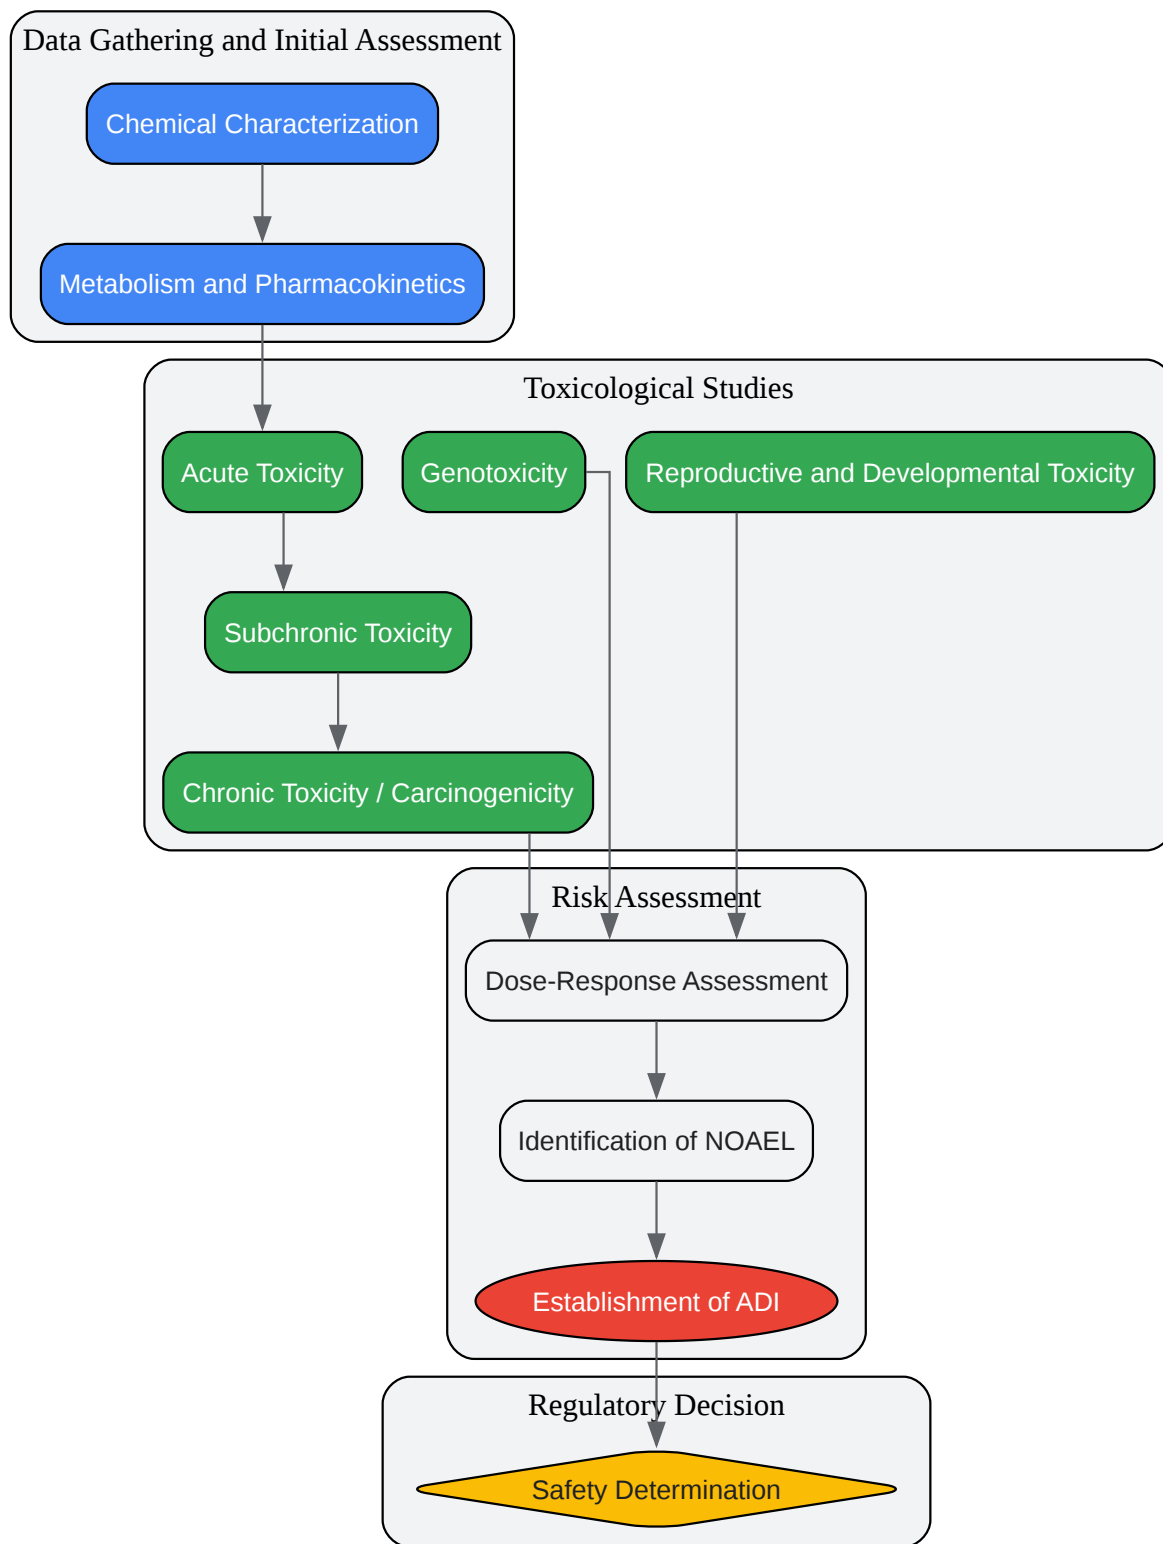 Data Gathering and Initial Assessment
Chemical Characterization
Metabolism and Pharmacokinetics
Toxicological Studies
Acute Toxicity
Genotoxicity
Reproductive and Developmental Toxicity
Subchronic Toxicity
Chronic Toxicity / Carcinogenicity
Risk Assessment
Dose-Response Assessment
Identification of NOAEL
Establishment of ADI
Regulatory Decision
Safety Determination